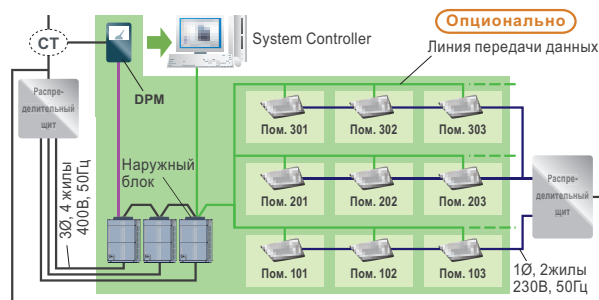 Опционально
CT
System Controller
Линия передачи данных
DPM
Распре-
делительный
щит
Пом. 301
Пом. 302
Пом. 303
Наружный
блок
3Ø, 4 жилы
400В, 50Гц
Пом. 201
Пом. 202
Пом. 203
Распре-
делительный
щит
Пом. 101
Пом. 102
Пом. 103
1Ø, 2жилы
230В, 50Гц